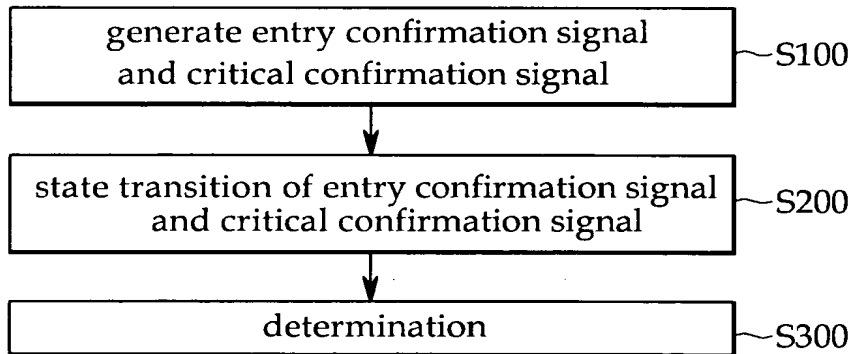 generate entry confirmation signal
and critical confirmation signal
S100
state transition of entry confirmation signal
and critical confirmation signal
S200
determination
S300